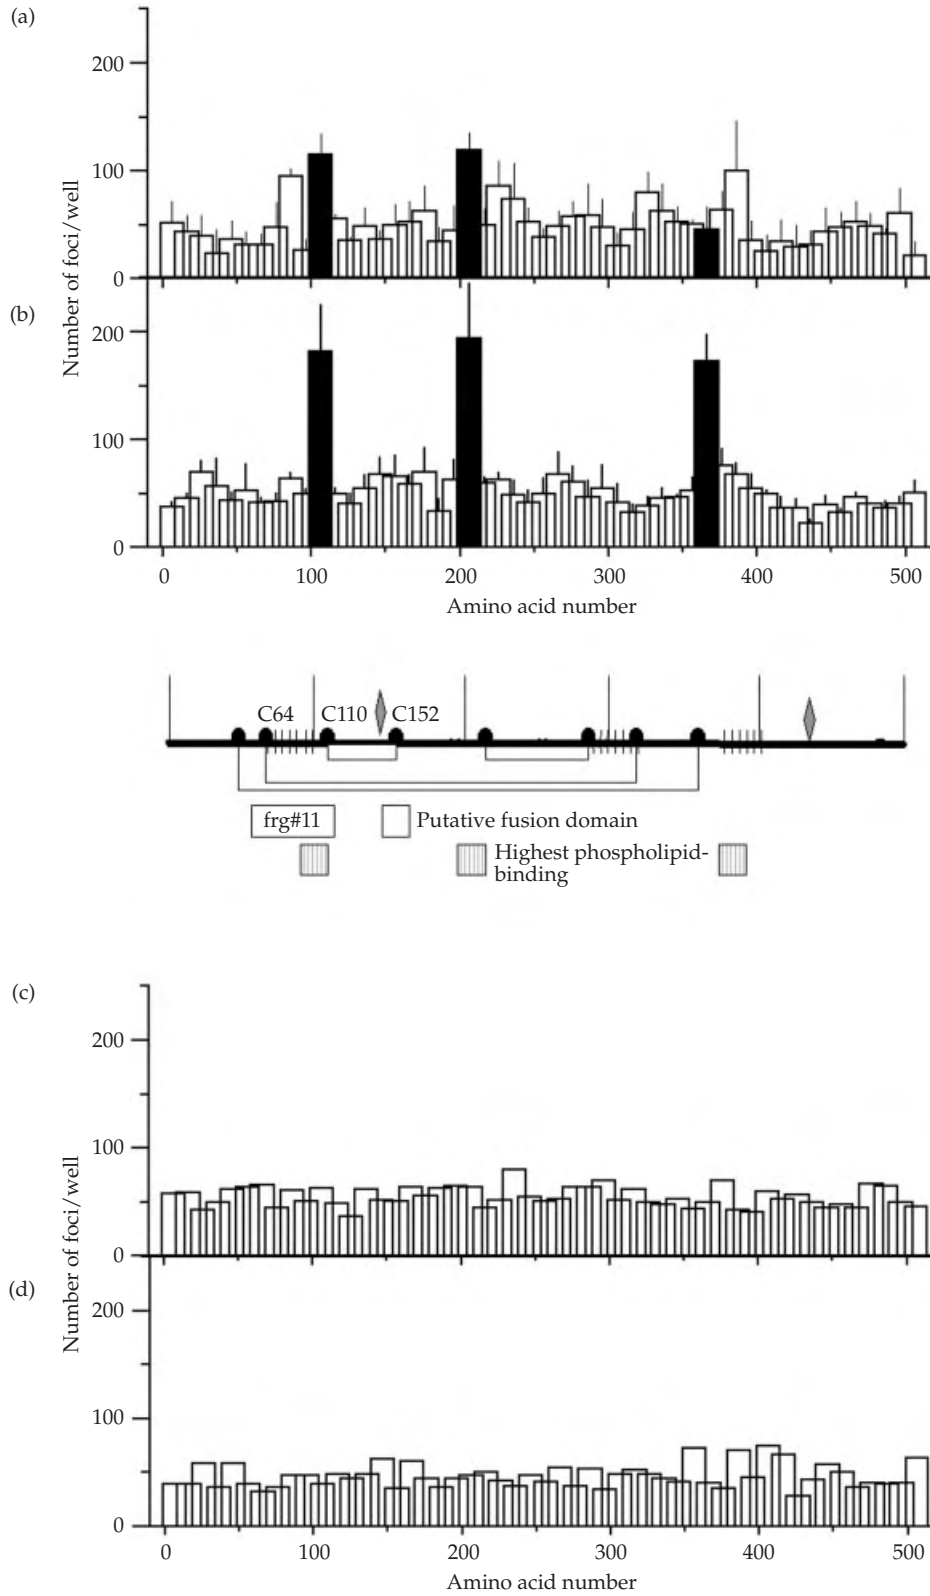 (a)
200
100
0
(b)
200
100
0
Number of foci/well
0 100 200 300 400 500
Amino acid number
C64 C110 C152
frg#11 Putative fusion domain
Highest phospholipid-
binding
(c)
200
100
0
(d)
200
100
0
Number of foci/well
0 100 200 300 400 500
Amino acid number